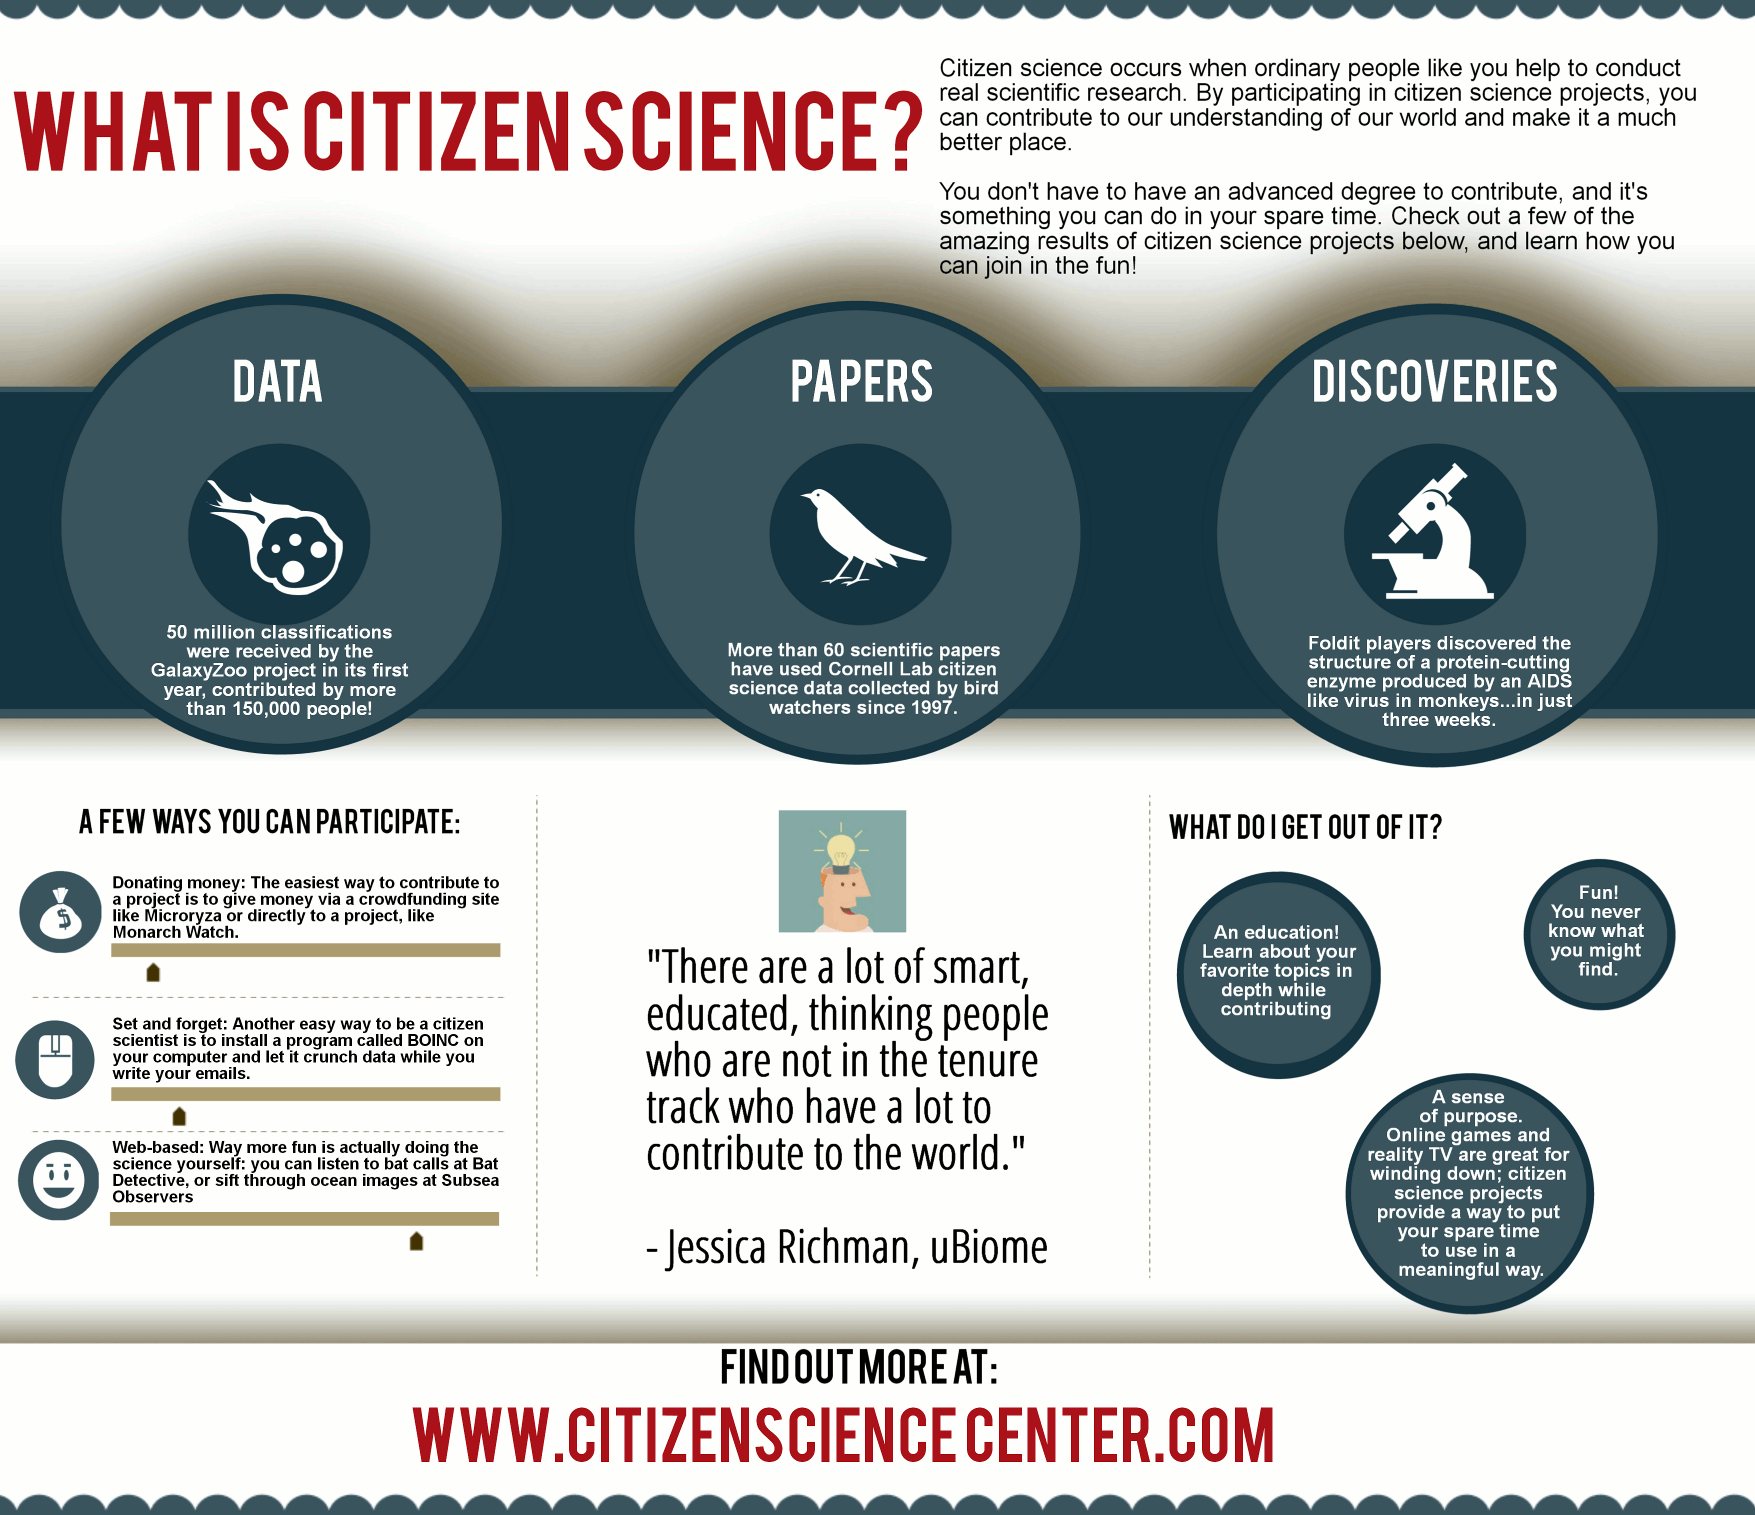 WHAT IS CITIZEN SCIENCE?
Citizen science occurs when ordinary people like you help to conduct
real scientific research. By participating in citizen science projects, you
can contribute to our understanding of our world and make it a much
better place.
You don't have to have an advanced degree to contribute, and it's
something you can do in your spare time. Check out a few of the
amazing results of citizen science projects below, and learn how you
can join in the fun!
DATA
50 million classifications
were received by the
GalaxyZoo project in its first
year, contributed by more
than 150,000 people!
PAPERS
More than 60 scientific papers
have used Cornell Lab citizen
science data collected by bird
watchers since 1997.
DISCOVERIES
Foldit players discovered the
structure of a protein-cutting
enzyme produced by an AIDS
like virus in monkeys...in just
three weeks.
A FEW WAYS YOU CAN PARTICIPATE:
$
Donating money: The easiest way to contribute to
a project is to give money via a crowdfunding site
like Microryza or directly to a project, like
Monarch Watch.
Set and forget: Another easy way to be a citizen
scientist is to install a program called BOINC on
your computer and let it crunch data while you
write your emails.
Web-based: Way more fun is actually doing the
science yourself: you can listen to bat calls at Bat
Detective, or sift through ocean images at Subsea
Observers
"There are a lot of smart,
educated, thinking people
who are not in the tenure
track who have a lot to
contribute to the world."
- Jessica Richman, uBiome
WHAT DO I GET OUT OF IT?
An education!
Learn about your
favorite topics in
depth while
contributing
Fun!
You never
know what
you might
find.
A sense
of purpose.
Online games and
reality TV are great for
winding down; citizen
science projects
provide a way to put
your spare time
to use in a
meaningful way.
FIND OUT MORE AT:
WWW.CITIZENSCIENCECENTER.COM